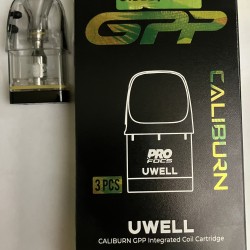 GPP
CALIBURN
PRO
FOCS
UWELL
3 PCS
UWELL
CALIBURN GPP Integrated Coil Cartridge